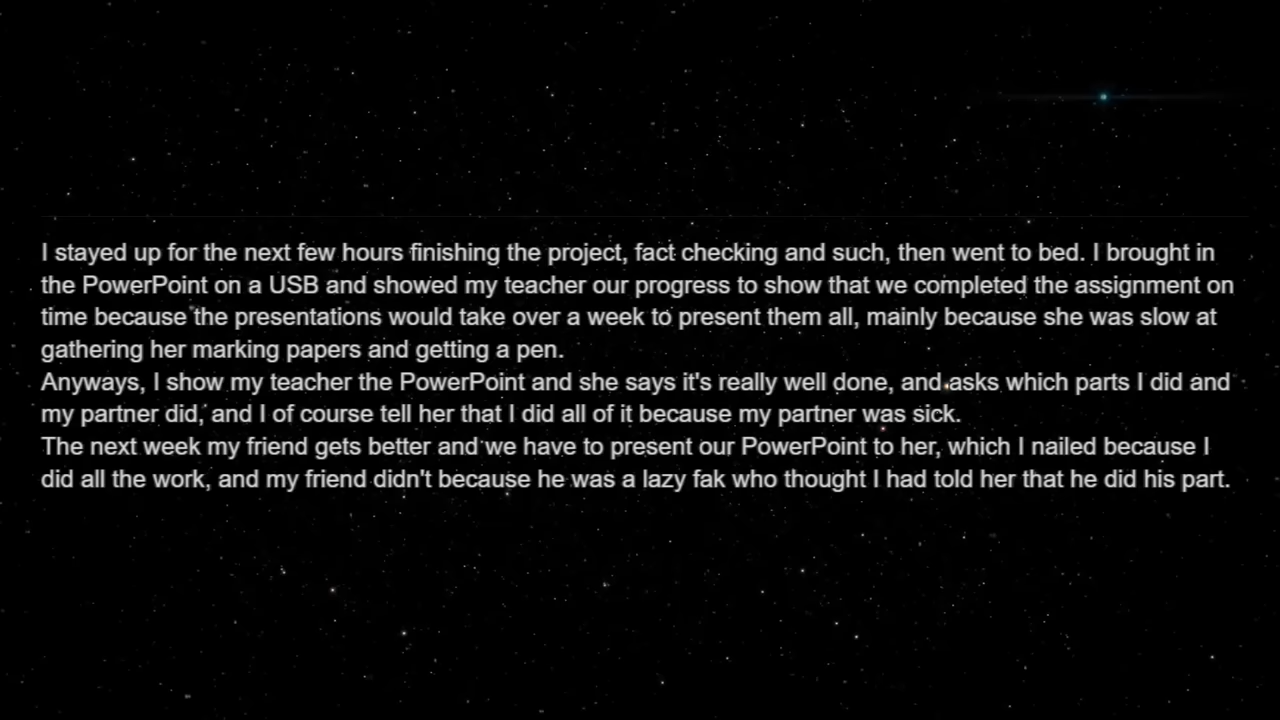 I stayed up for the next few hours finishing the project, fact checking and such, then went to bed. I brought in
the PowerPoint on a USB and showed my teacher our progress to show that we completed the assignment on
time because the presentations would take over a week to present them all, mainly because she was slow at
gathering her marking papers and getting a pen.
Anyways, I show my teacher the PowerPoint and she says it's really well done, and asks which parts I did and
my partner did, and I of course tell her that I did all of it because my partner was sick.
The next week my friend gets better and we have to present our PowerPoint to her, which I nailed because I
did all the work, and my friend didn't because he was a lazy fak who thought I had told her that he did his part.